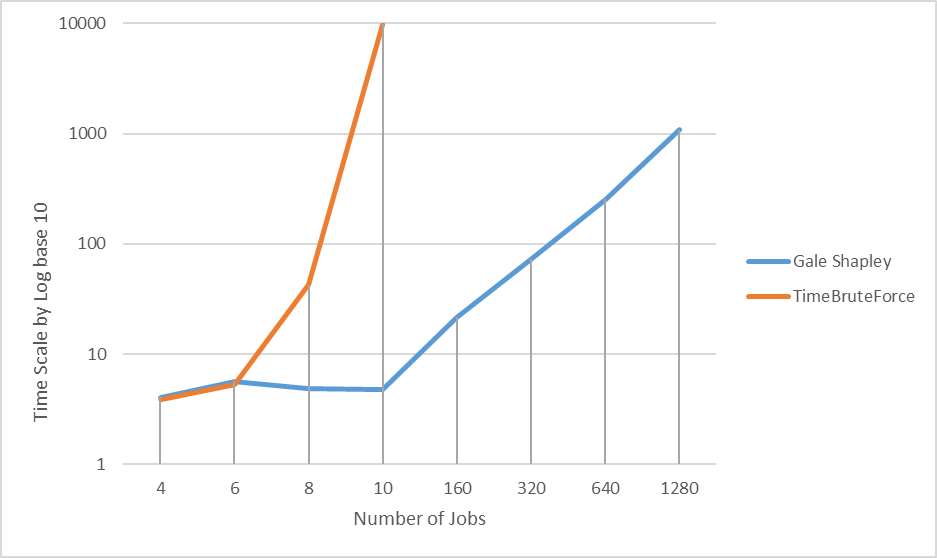 10000
1000
100
10
1
Time Scale by Log base 10
4 6 8 10 160 320 640 1280
Number of Jobs
Gale Shapley
TimeBruteForce